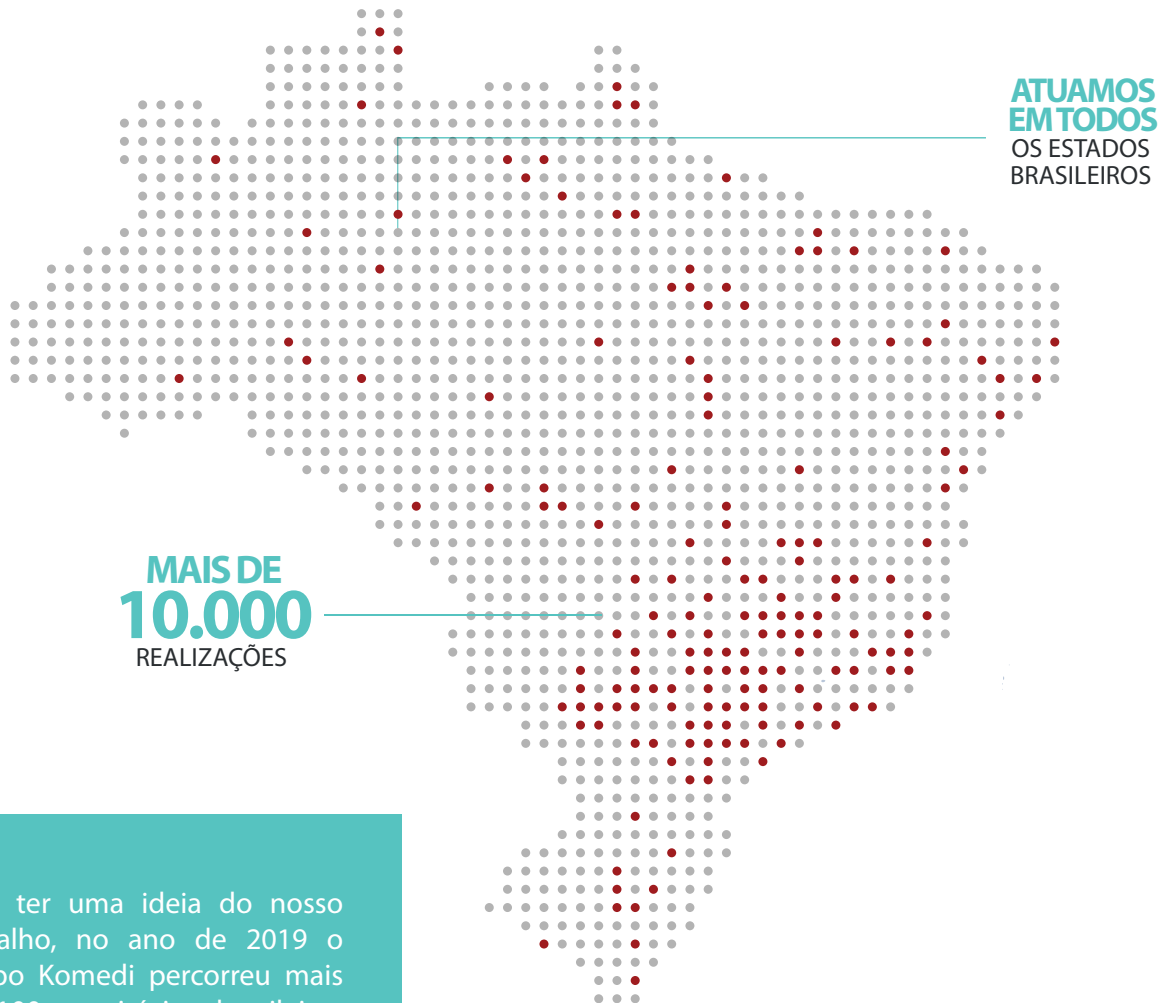 ATUAMOS
EM TODOS
OS ESTADOS
BRASILEIROS
MAIS DE
10.000
REALIZAÇÕES
ter uma ideia do nosso
no ano de 2019 o
Komedi percorreu mais